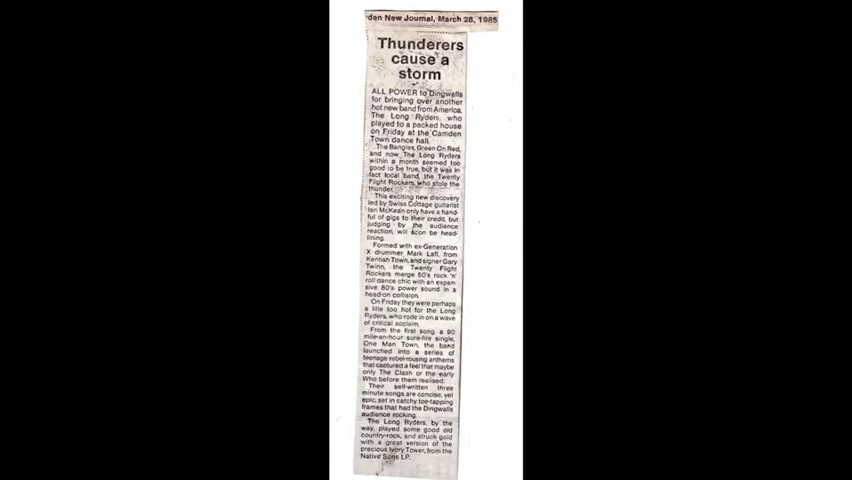 den New Journal, March 28, 1985
Thunderers
cause a
storm
ALL POWER to Dingwalls
for bringing over another
hot new band from America,
The Long Ryders, who
played to a packed house
on Friday at the Camden
Town dance hall.
The Bangles, Green On Red,
and now The Long Ryders
within a month seemed too
good to be true, but it was in
fact local band, the Twenty
Flight Rockers, who stole the
thunder.
This exciting new discovery
led by Swiss Cottage guitarist
Ian McKean only have a hand-
ful of gigs to their credit, but
judging by the audience
reaction, will soon be head-
lining.
Formed with ex-Generation
X drummer Mark Laff, from
Kentish Town, and signer Gary
Twinn, the Twenty Flight
Rockers merge 50's rock 'n'
roll dance chic with an expan-
sive 80's power sound in a
head-on collision.
On Friday they were perhaps
a little too hot for the Long
Ryders, who rode in on a wave
of critical acclaim.
From the first song, a 90
mile-an-hour sure-fire single,
One Man Town, the band
launched into a series of
teenage rebel-rousing anthems
that captured a feel that maybe
only The Clash or the early
Who before them realised.
Their self-written three
minute songs are concise, yet
epic, set in catchy toe-tapping
frames that had the Dingwalls
audience rocking.
The Long Ryders, by the
way, played some good old
country-rock, and struck gold
with a great version of the
precious Ivory Tower, from the
Native Sons LP.